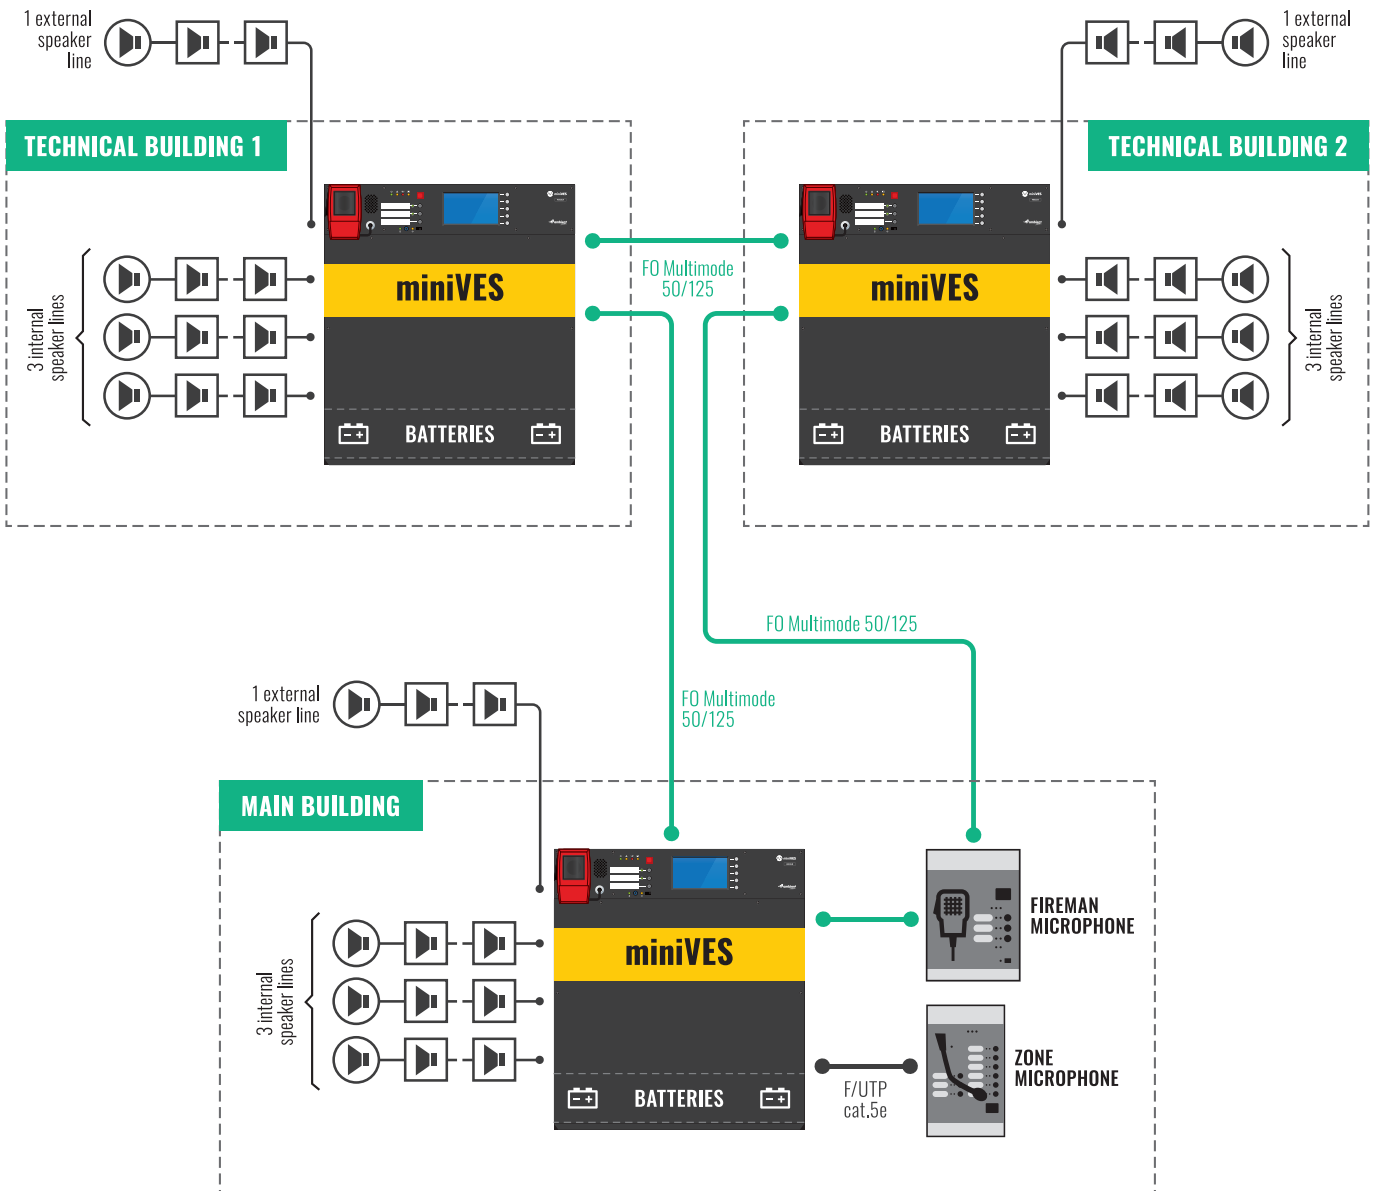 1 external
speaker
line
1 external
speaker
line
TECHNICAL BUILDING 1
TECHNICAL BUILDING 2
3 internal
speaker lines
miniVES
BATTERIES
FO Multimode
50/125
miniVES
BATTERIES
3 internal
speaker lines
FO Multimode 50/125
FO Multimode
50/125
1 external
speaker line
MAIN BUILDING
3 internal
speaker lines
miniVES
BATTERIES
FIREMAN
MICROPHONE
F/UTP
cat.5e
ZONE
MICROPHONE